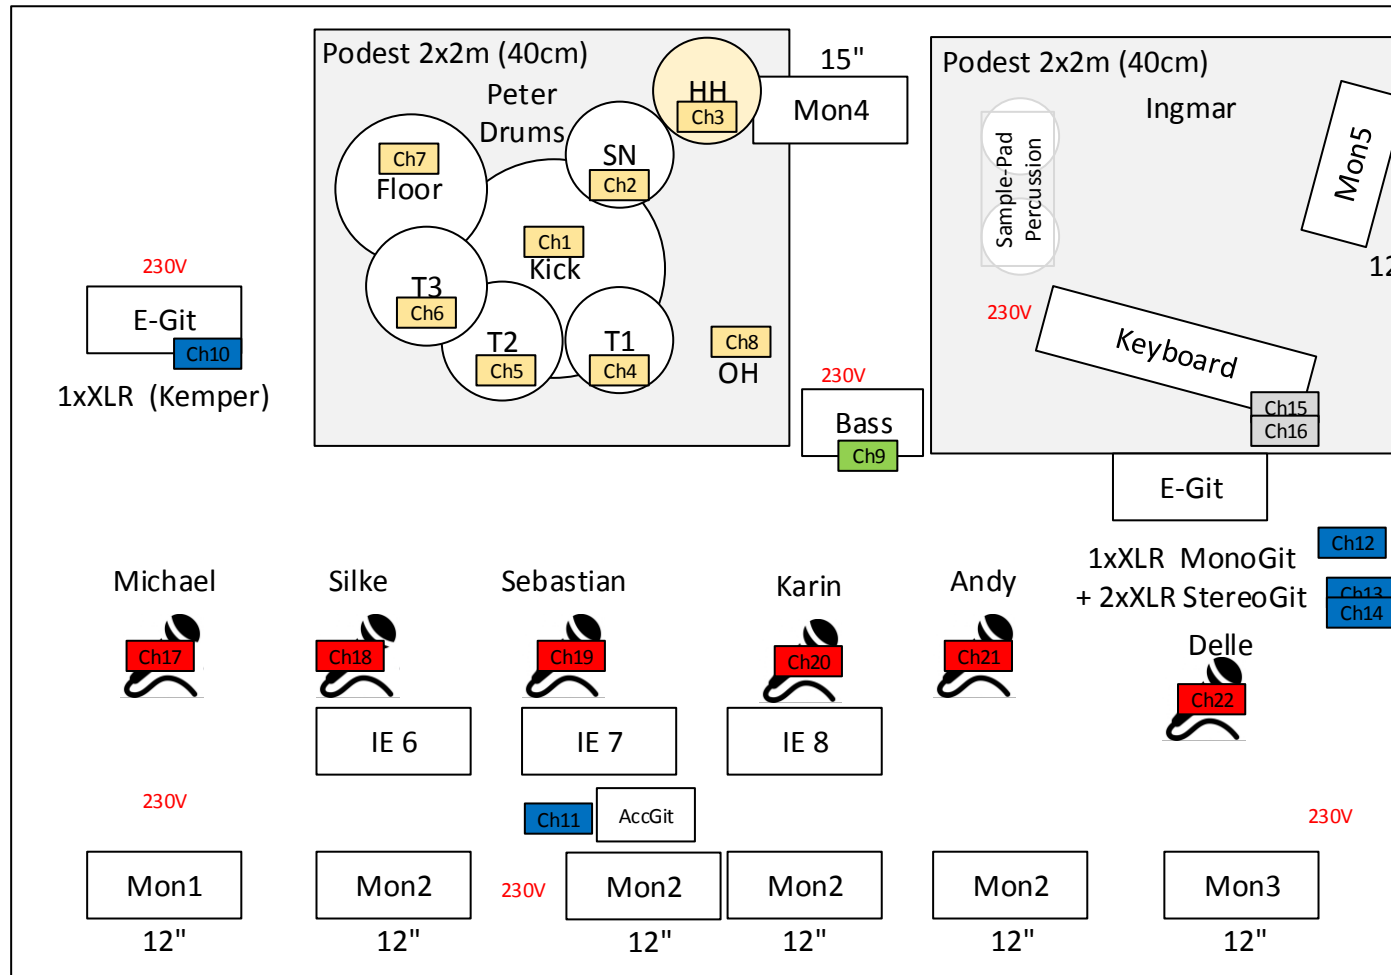 Podest 2x2m (40cm)
Peter
Drums
HH
Ch3
15"
Mon4
SN
Ch2
Ch7
Floor
Ch1
Kick
T3
Ch6
T2
Ch5
T1
Ch4
Ch8
OH
Podest 2x2m (40cm)
Ingmar
Mon5
12
Sample-Pad
Percussion
230V
Keyboard
Ch15
Ch16
230V
E-Git
Ch10
1xXLR (Kemper)
230V
Bass
Ch9
E-Git
1xXLR MonoGit
Ch12
+ 2xXLR StereoGit
Ch13
Ch14
Michael
Silke
Sebastian
Karin
Andy
Delle
Ch17
Ch18
Ch19
Ch20
Ch21
Ch22
IE 6
IE 7
IE 8
230V
Ch11
AccGit
230V
Mon1
Mon2
230V
Mon2
Mon2
Mon2
Mon3
12"
12"
12"
12"
12"